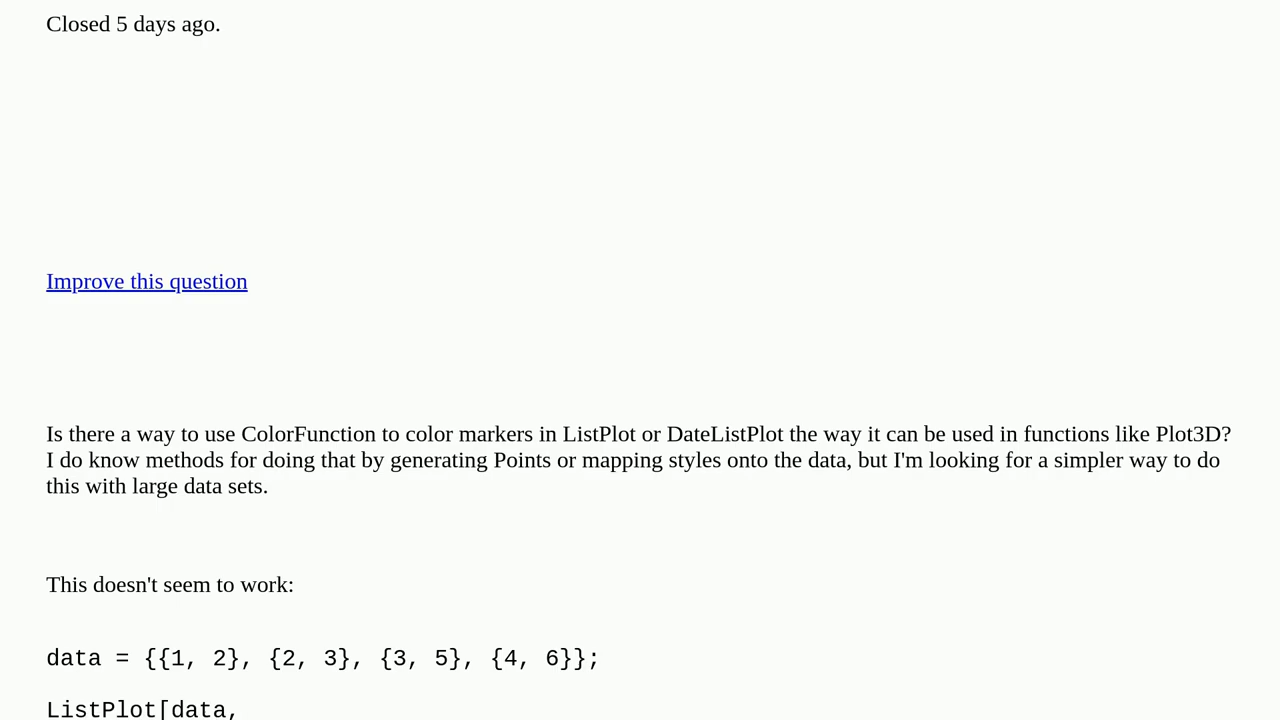 Closed 5 days ago.
Improve this question
Is there a way to use ColorFunction to color markers in ListPlot or DateListPlot the way it can be used in functions like Plot3D?
I do know methods for doing that by generating Points or mapping styles onto the data, but I'm looking for a simpler way to do
this with large data sets.
This doesn't seem to work:
data = {{1, 2}, {2, 3}, {3, 5}, {4, 6}};
ListPlot[data,